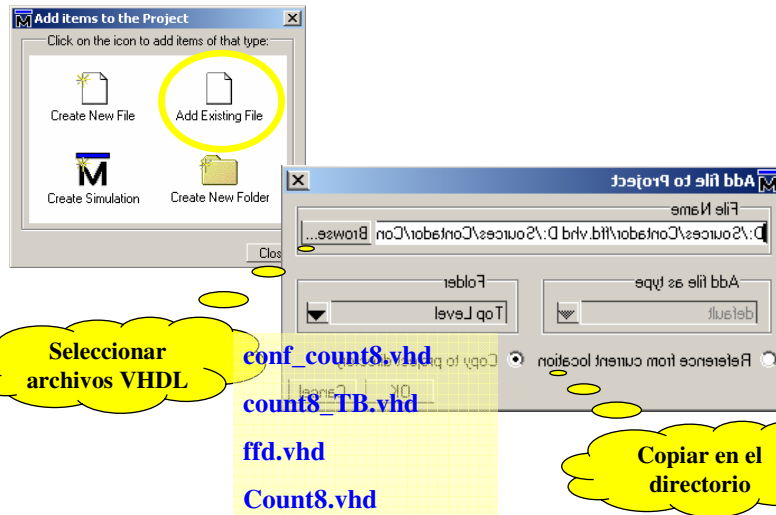 Add items to the Project
Click on the icon to add items of that type:
Create New File
Add Existing File
Create Simulation
Create New Folder
Clos
Add file to Project
File Name
D:/Sources/Contador/ffd.vhd D:/Sources/Contador/Con
Browse...
Add file as type
Folder
default
Top Level
Reference from current location
Copy to project directory
OK
Cancel
Seleccionar
archivos VHDL
conf_count8.vhd
count8_TB.vhd
ffd.vhd
Count8.vhd
Copiar en el
directorio